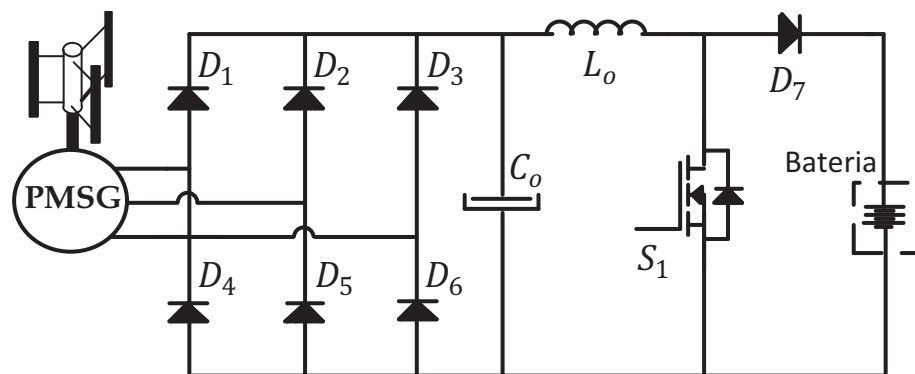 D₁
D₂
D₃
Lₒ
D₇
PMSG
Cₒ
Bateria
S₁
D₄
D₅
D₆